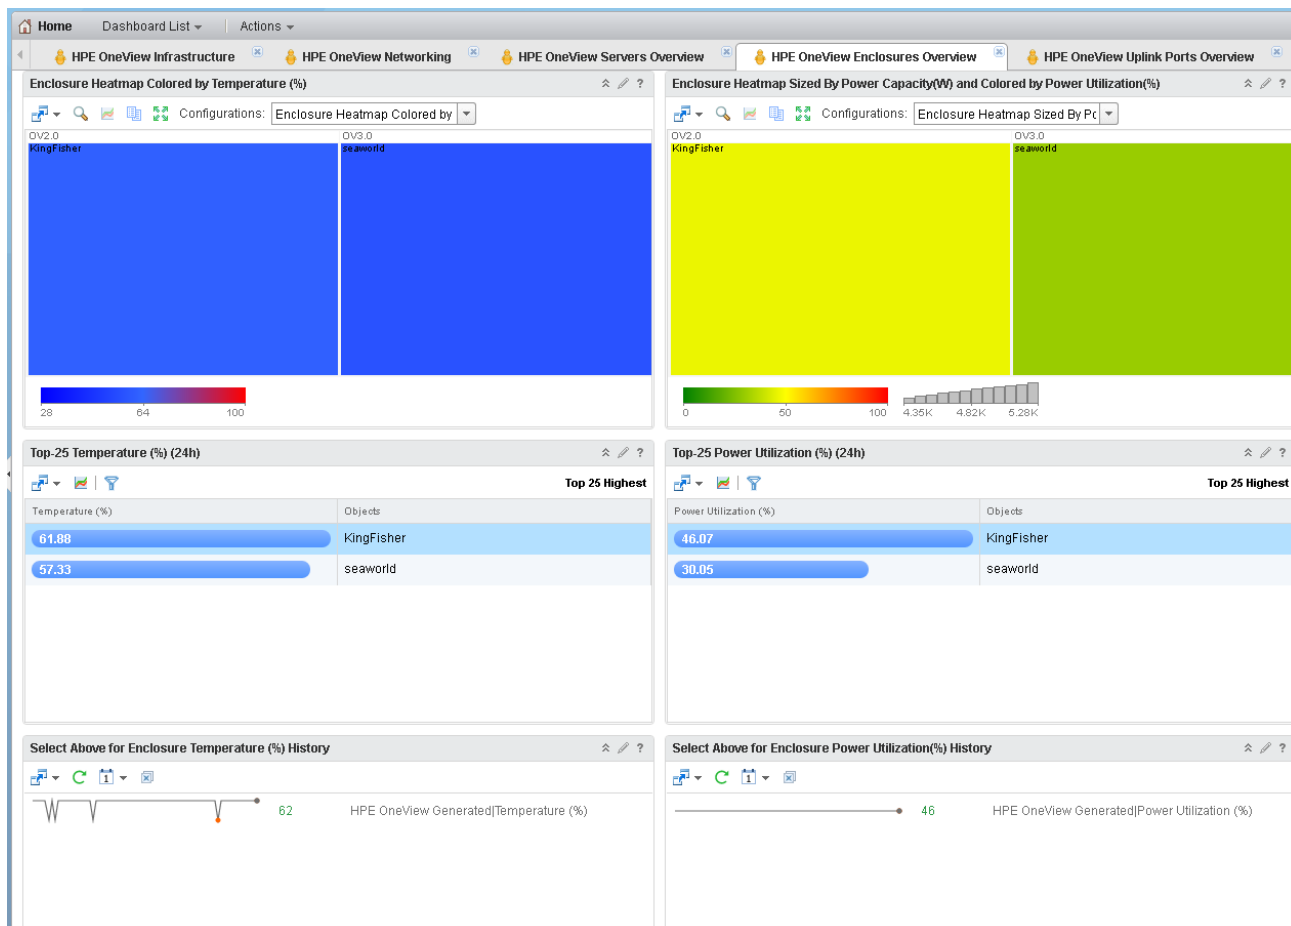 Home Dashboard List Actions
HPE OneView Infrastructure HPE OneView Networking HPE OneView Servers Overview HPE OneView Enclosures Overview HPE OneView Uplink Ports Overview
Enclosure Heatmap Colored by Temperature (%) ?
Configurations: Enclosure Heatmap Colored by
OV2.0 OV3.0
KingFisher seaworld
28 64 100
Enclosure Heatmap Sized By Power Capacity(W) and Colored by Power Utilization(%) ?
Configurations: Enclosure Heatmap Sized By Pc
OV2.0 OV3.0
KingFisher seaworld
0 50 100 4.35K 4.82K 5.28K
Top-25 Temperature (%) (24h) ?
Top 25 Highest
Temperature (%) Objects
61.88 KingFisher
57.33 seaworld
Top-25 Power Utilization (%) (24h) ?
Top 25 Highest
Power Utilization (%) Objects
46.07 KingFisher
30.05 seaworld
Select Above for Enclosure Temperature (%) History ?
1
62 HPE OneView Generated|Temperature (%)
Select Above for Enclosure Power Utilization(%) History ?
1
46 HPE OneView Generated|Power Utilization (%)